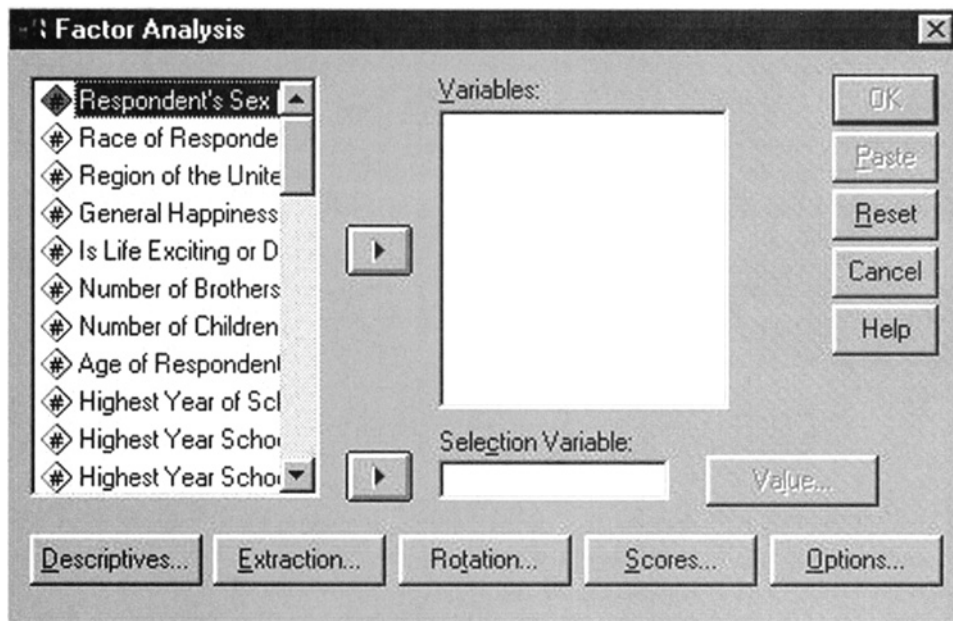 Factor Analysis
Respondent's Sex
Race of Responde
Region of the Unite
General Happiness
Is Life Exciting or D
Number of Brothers
Number of Children
Age of Respondent
Highest Year of Scl
Highest Year Schoo
Highest Year Schoo
Variables:
Selection Variable:
OK
Paste
Reset
Cancel
Help
Value...
Descriptives...
Extraction...
Rotation...
Scores...
Options...